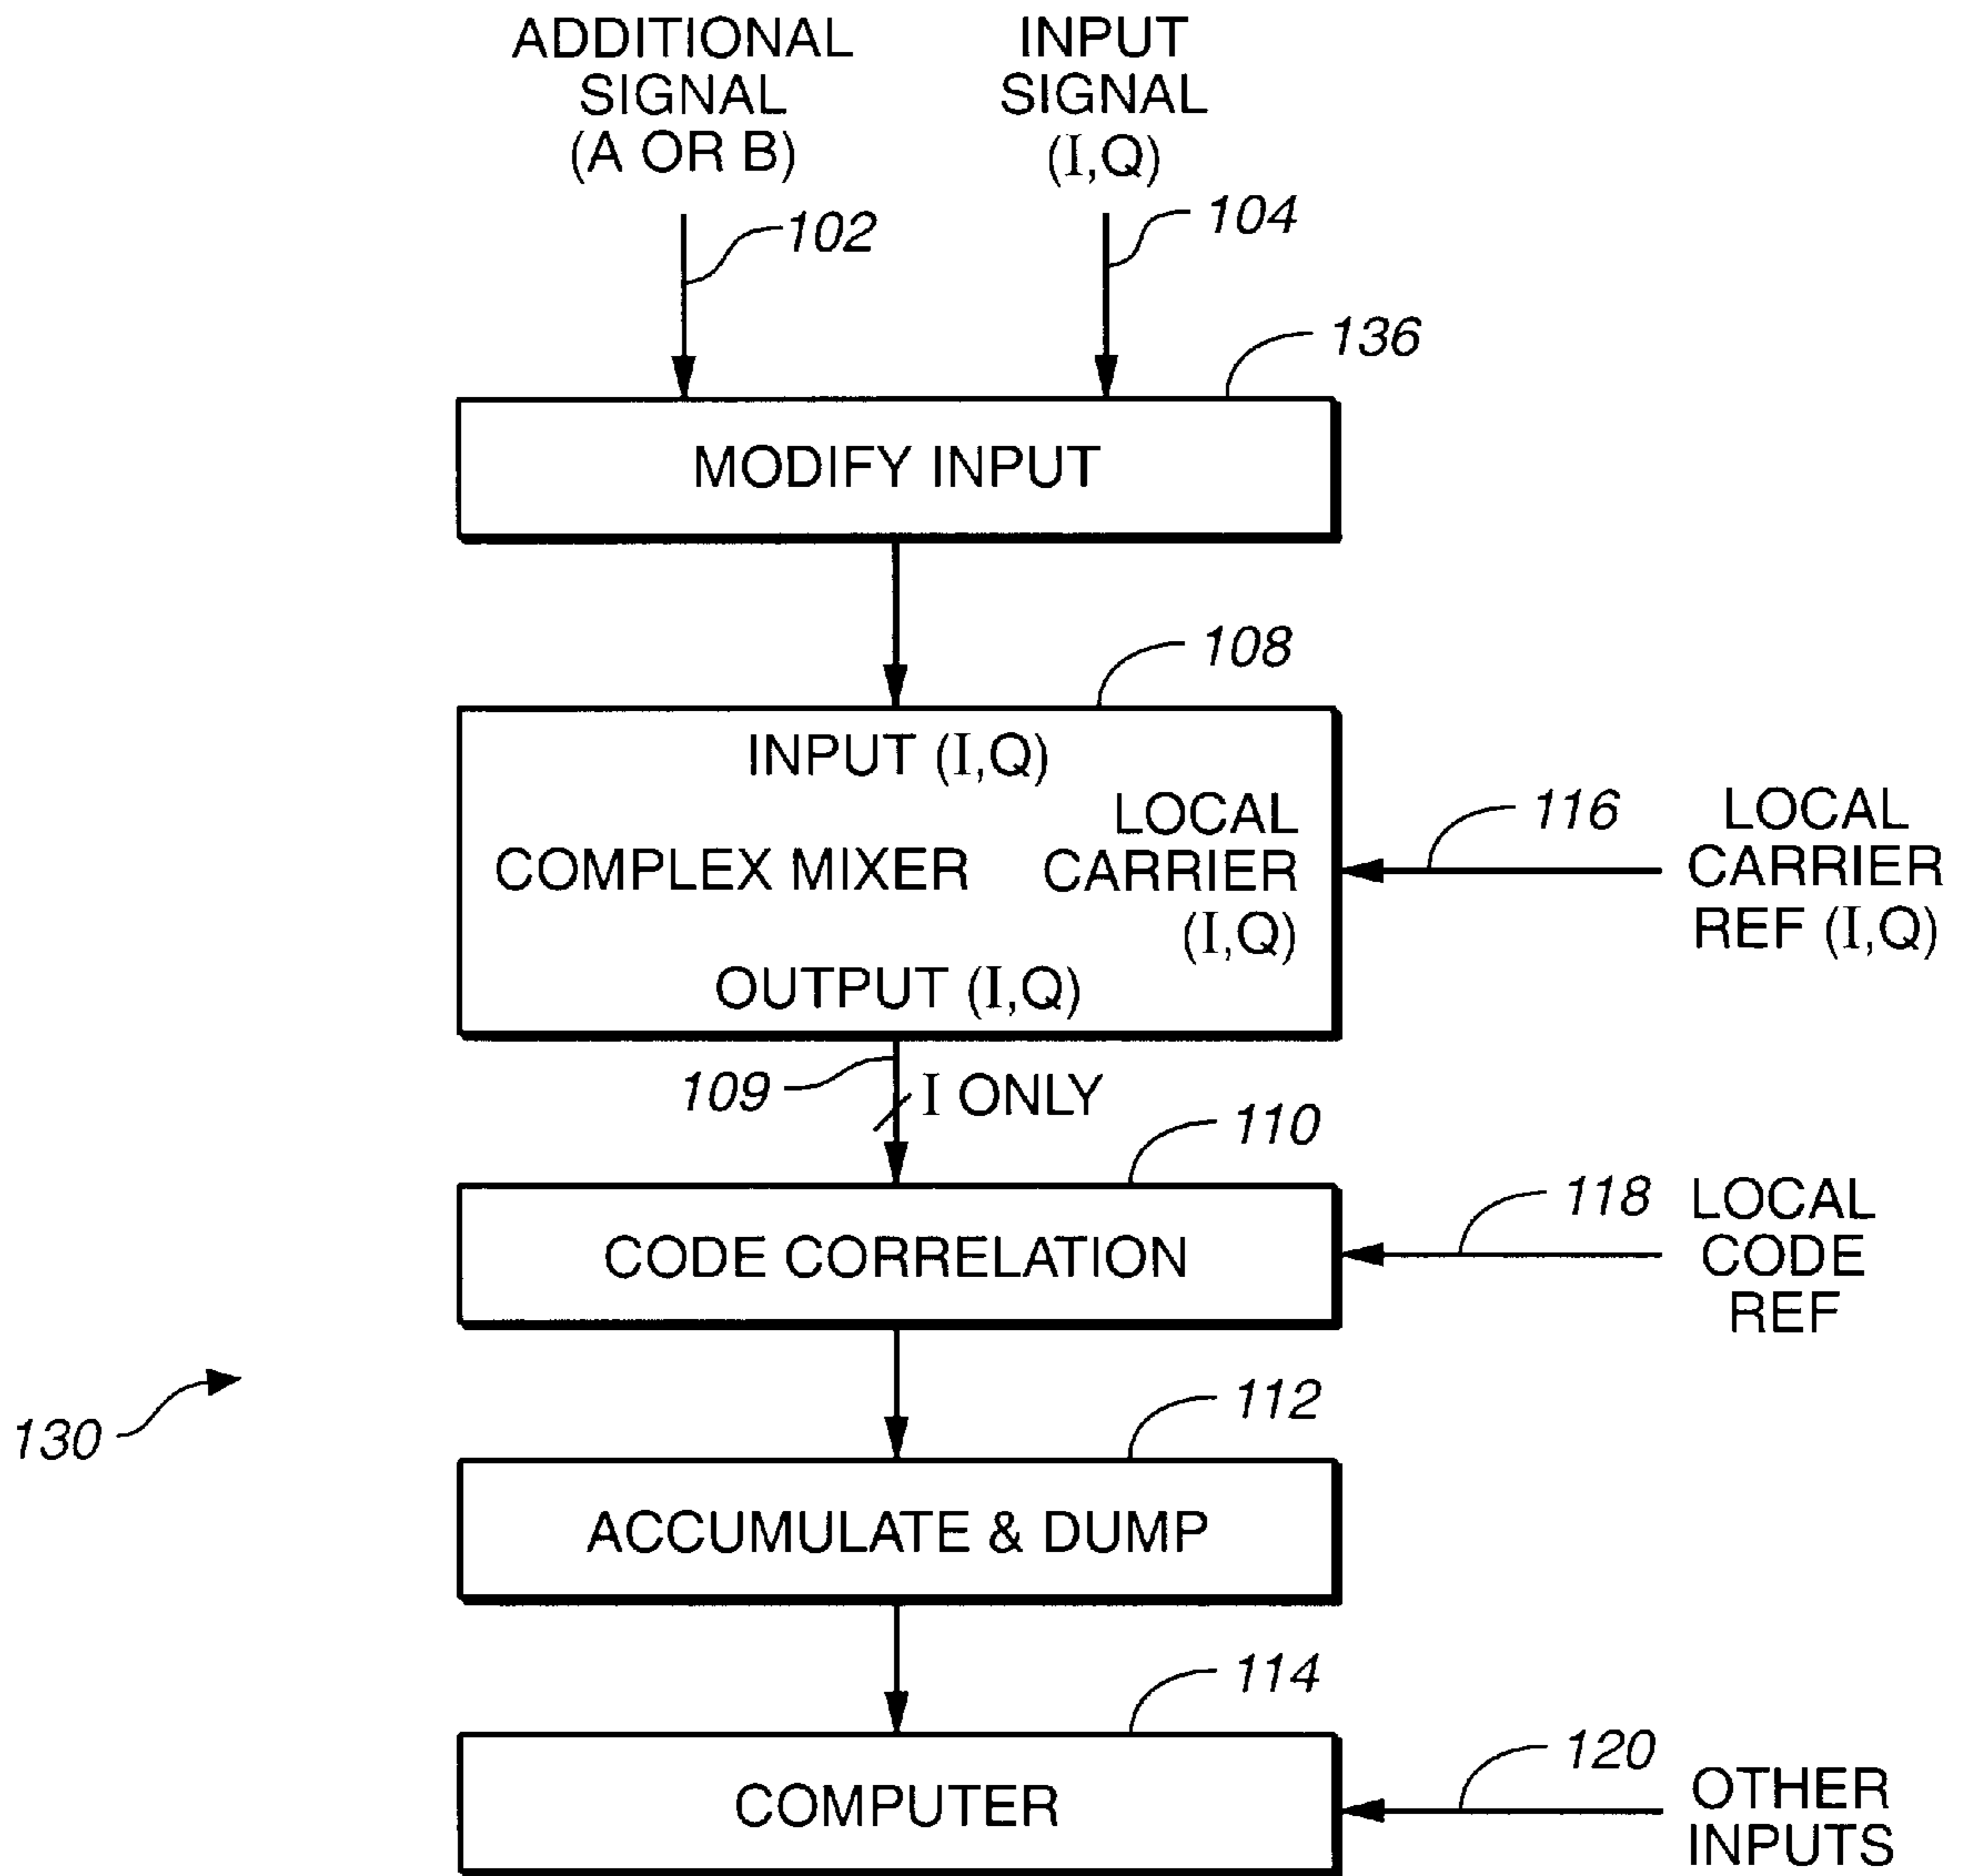 ADDITIONAL
SIGNAL
(A OR B)
INPUT
SIGNAL
(I,Q)
102
104
136
MODIFY INPUT
108
INPUT (I,Q)
COMPLEX MIXER
LOCAL
CARRIER
(I,Q)
OUTPUT (I,Q)
116
LOCAL
CARRIER
REF (I,Q)
109
I ONLY
110
CODE CORRELATION
118
LOCAL
CODE
REF
130
112
ACCUMULATE & DUMP
114
COMPUTER
120
OTHER
INPUTS